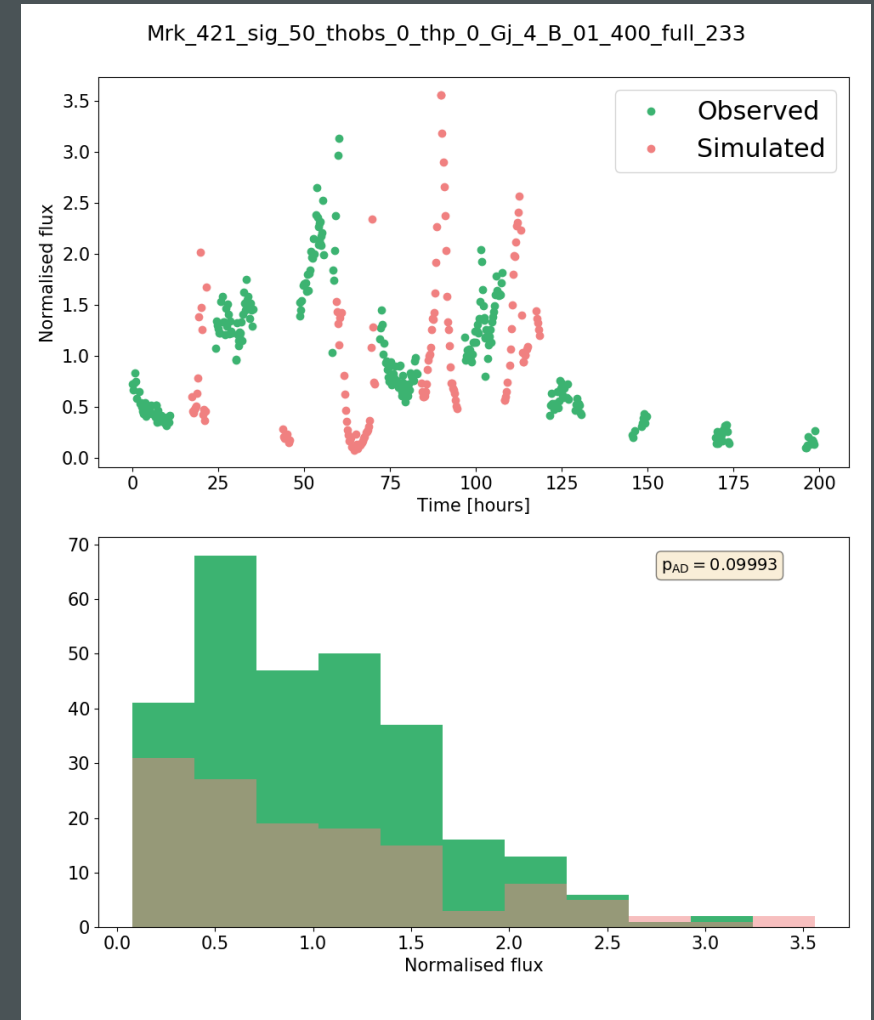 Mrk_421_sig_50_thobs_0_thp_0_Gj_4_B_01_400_full_233
3.5
3.0
2.5
2.0
1.5
1.0
0.5
0.0
Normalised flux
Observed
Simulated
0 25 50 75 100 125 150 175 200
Time [hours]
70
60
50
40
30
20
10
0
pAD = 0.09993
0.0 0.5 1.0 1.5 2.0 2.5 3.0 3.5
Normalised flux